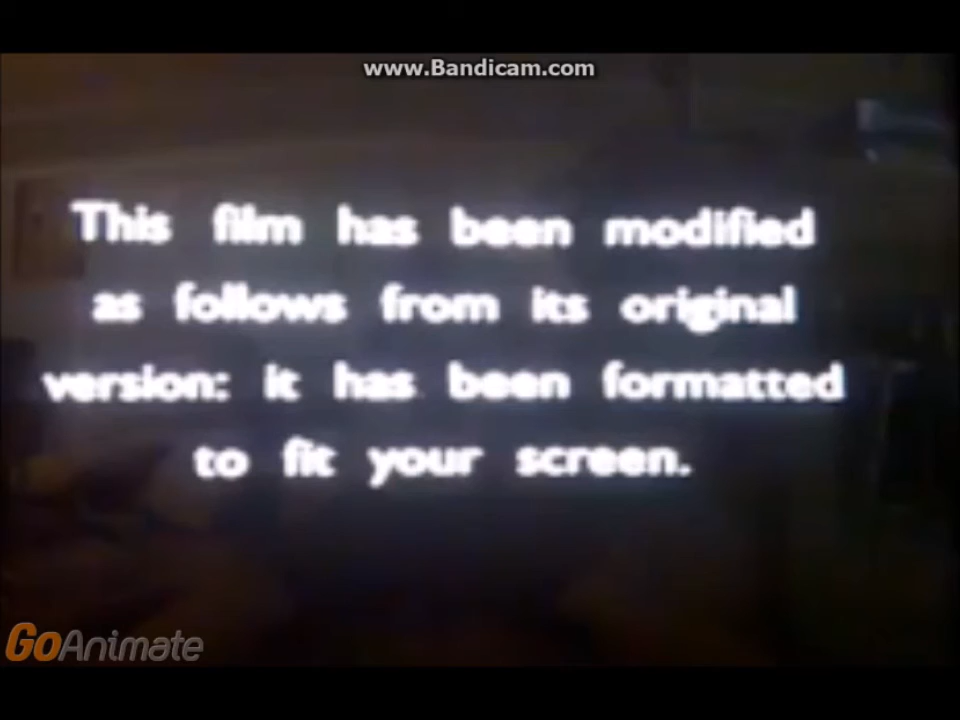 www.Bandicam.com
This film has been modified
as follows from its original
version: it has been formatted
to fit your screen.
GoAnimate